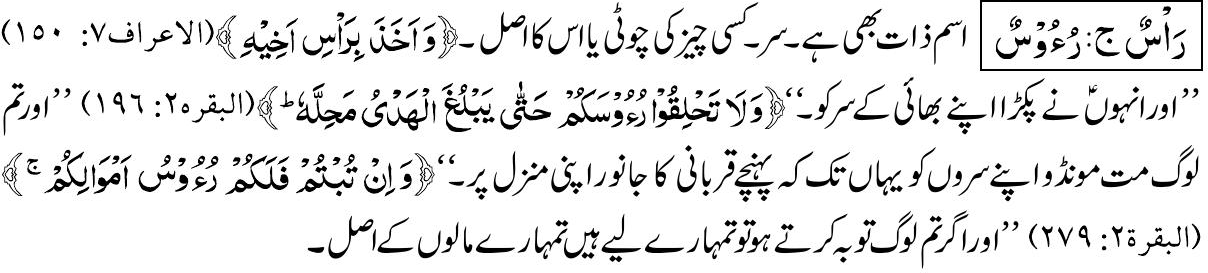 رَاْسٌ ج: رُءُوْسٌ اسم ذات بھی ہے۔ سر۔ کسی چیز کی چوٹی یا اس کا اصل۔ ﴿وَاَخَذَ بِرَاْسِ اَخِیْهِ﴾ (الاعراف۷: ۱۵۰)
’’اور انہوںؑ نے پکڑا اپنے بھائی کے سر کو۔‘‘ ﴿وَلَا تَحْلِقُوْا رُءُوْسَكُمْ حَتّٰی یَبْلُغَ الْهَدْیُ مَحِلَّهٗ ؕ﴾ (البقرہ۲: ۱۹۶) ’’اور تم
لوگ مت مونڈو اپنے سروں کو یہاں تک کہ پہنچے قربانی کا جانور اپنی منزل پر۔‘‘ ﴿وَاِنْ تُبْتُمْ فَلَكُمْ رُءُوْسُ اَمْوَالِكُمْ ۚ﴾
(البقرۃ۲: ۲۷۹) ’’اور اگر تم لوگ توبہ کرتے ہو تو تمہارے لیے ہیں تمہارے مالوں کے اصل۔